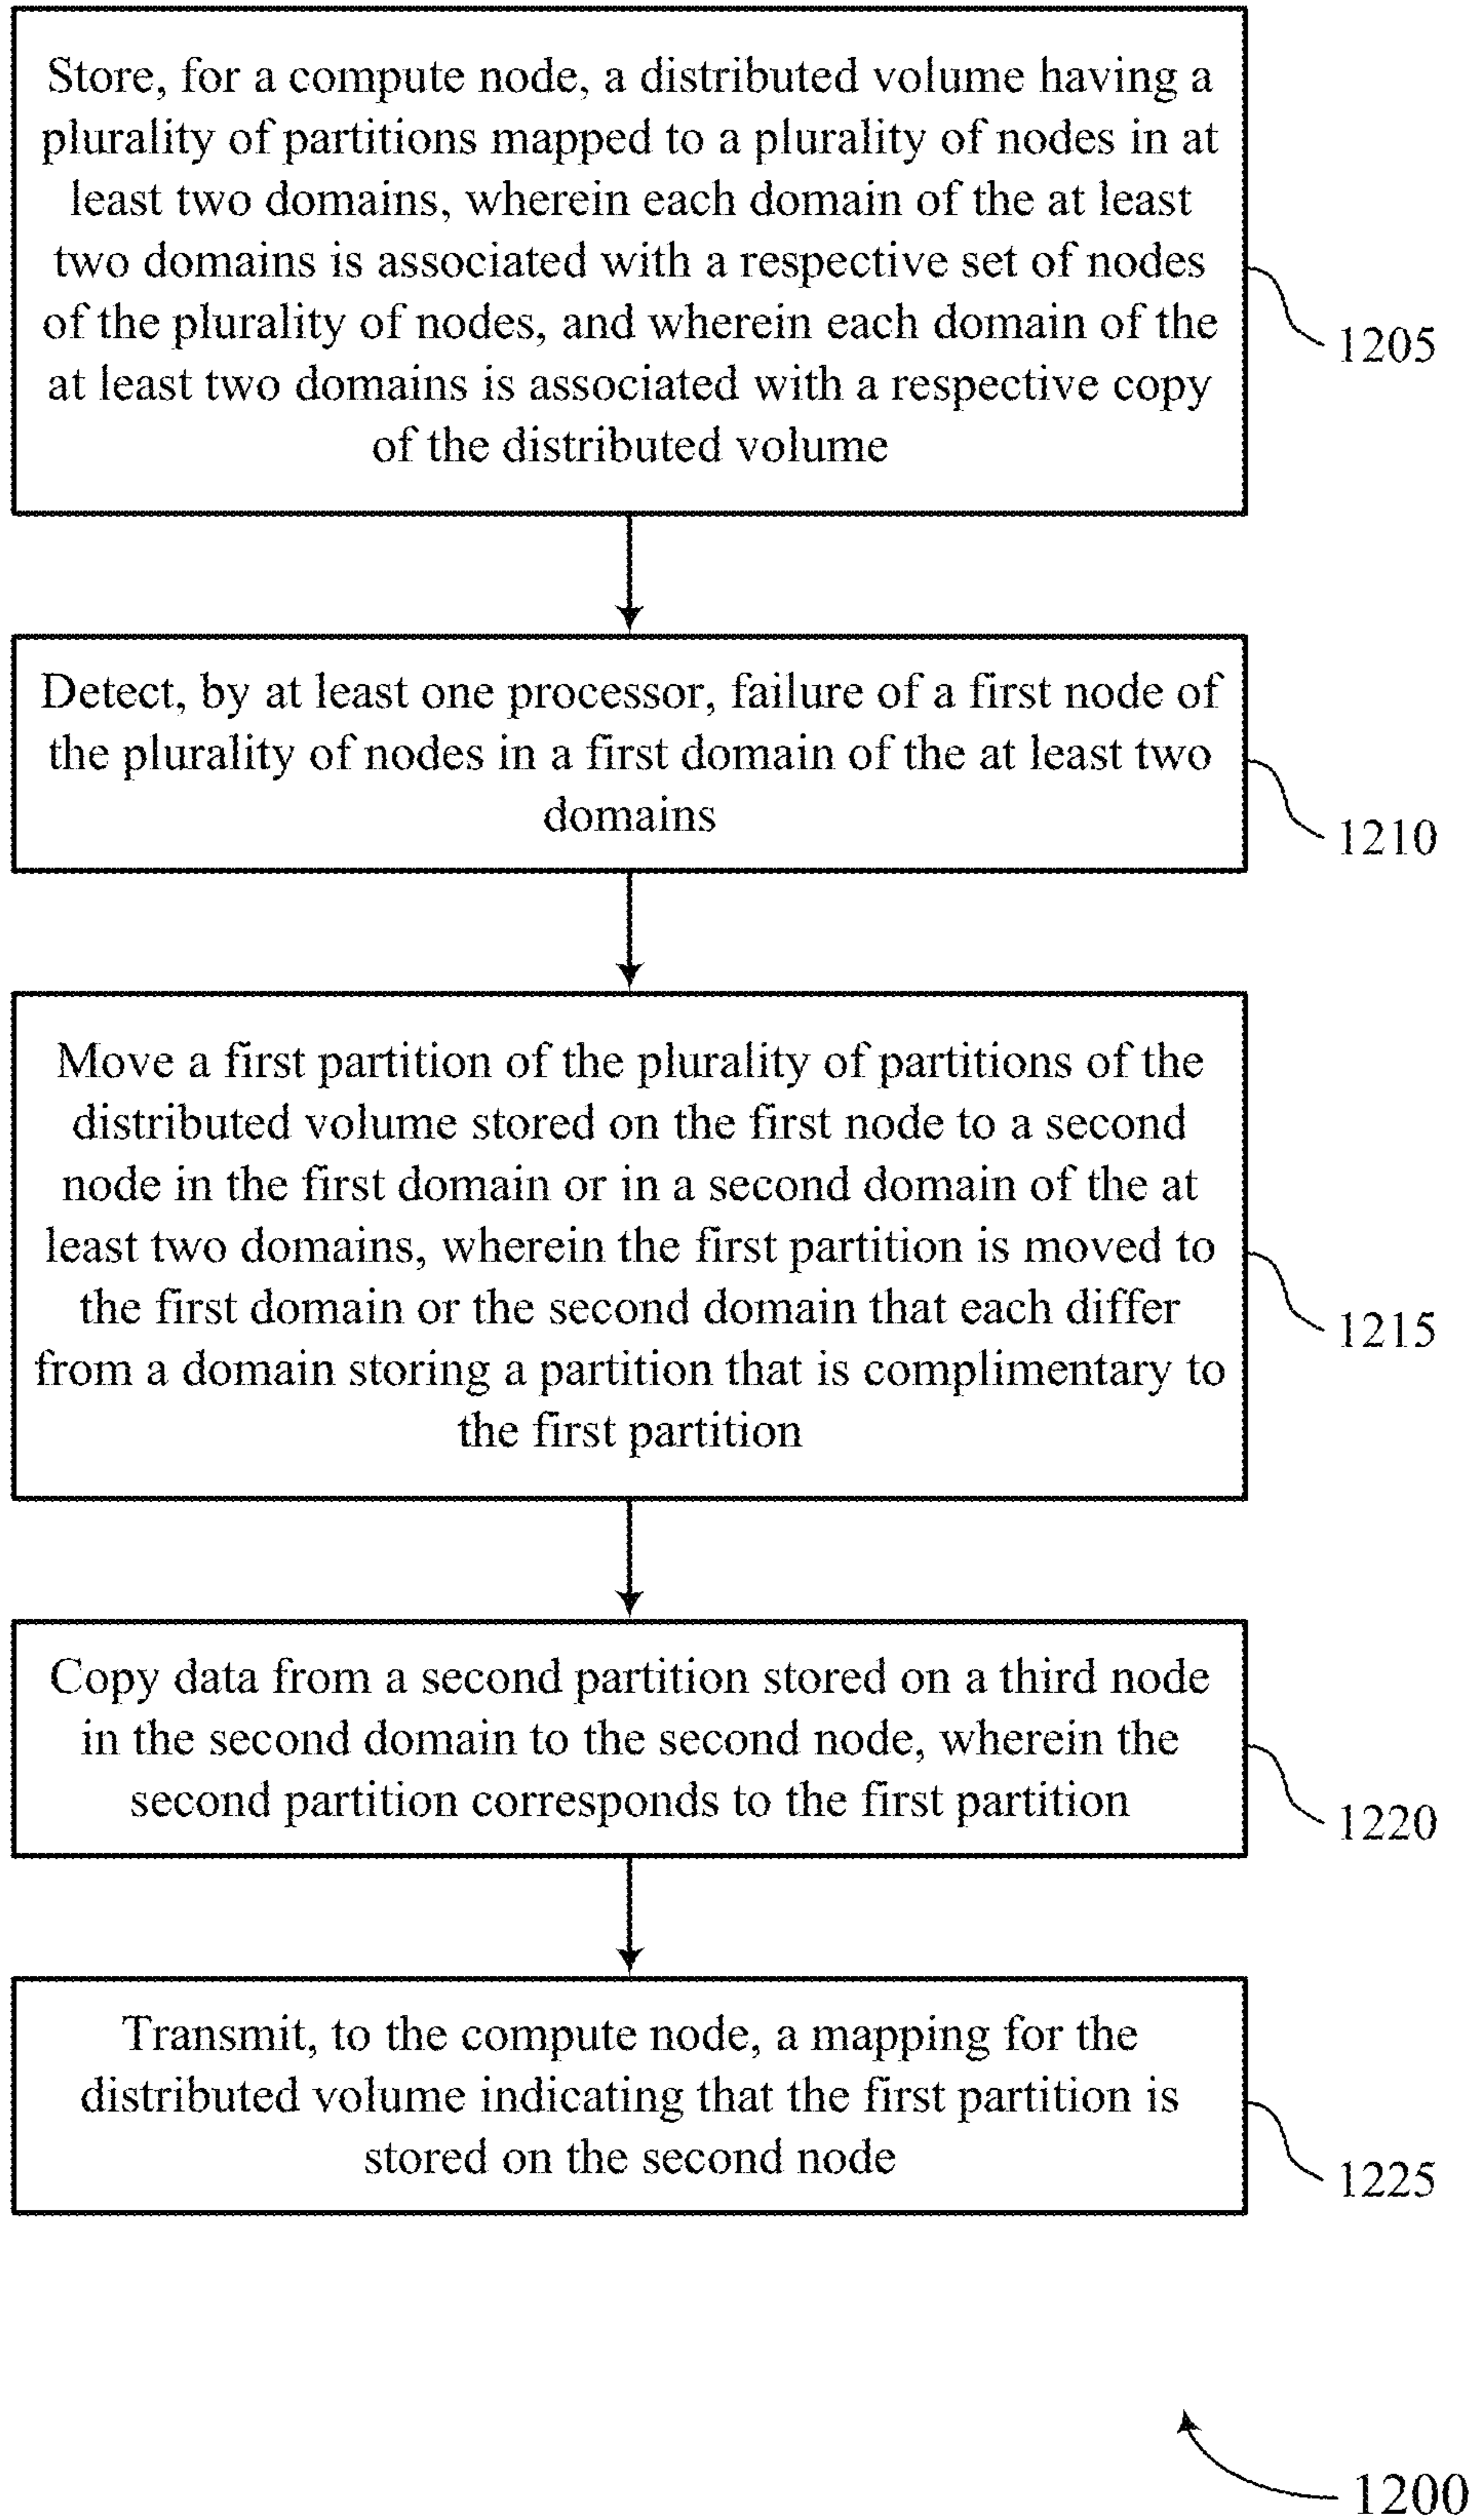 Store, for a compute node, a distributed volume having a
plurality of partitions mapped to a plurality of nodes in at
least two domains, wherein each domain of the at least
two domains is associated with a respective set of nodes
of the plurality of nodes, and wherein each domain of the
at least two domains is associated with a respective copy
of the distributed volume
1205
Detect, by at least one processor, failure of a first node of
the plurality of nodes in a first domain of the at least two
domains
1210
Move a first partition of the plurality of partitions of the
distributed volume stored on the first node to a second
node in the first domain or in a second domain of the at
least two domains, wherein the first partition is moved to
the first domain or the second domain that each differ
from a domain storing a partition that is complimentary to
the first partition
1215
Copy data from a second partition stored on a third node
in the second domain to the second node, wherein the
second partition corresponds to the first partition
1220
Transmit, to the compute node, a mapping for the
distributed volume indicating that the first partition is
stored on the second node
1225
1200